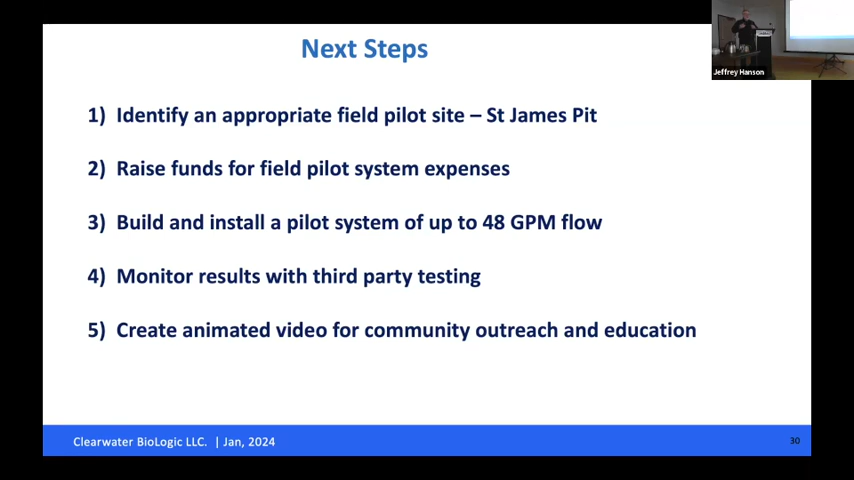 Next Steps
Jeffrey Hanson
1) Identify an appropriate field pilot site – St James Pit
2) Raise funds for field pilot system expenses
3) Build and install a pilot system of up to 48 GPM flow
4) Monitor results with third party testing
5) Create animated video for community outreach and education
Clearwater BioLogic LLC. | Jan, 2024
30